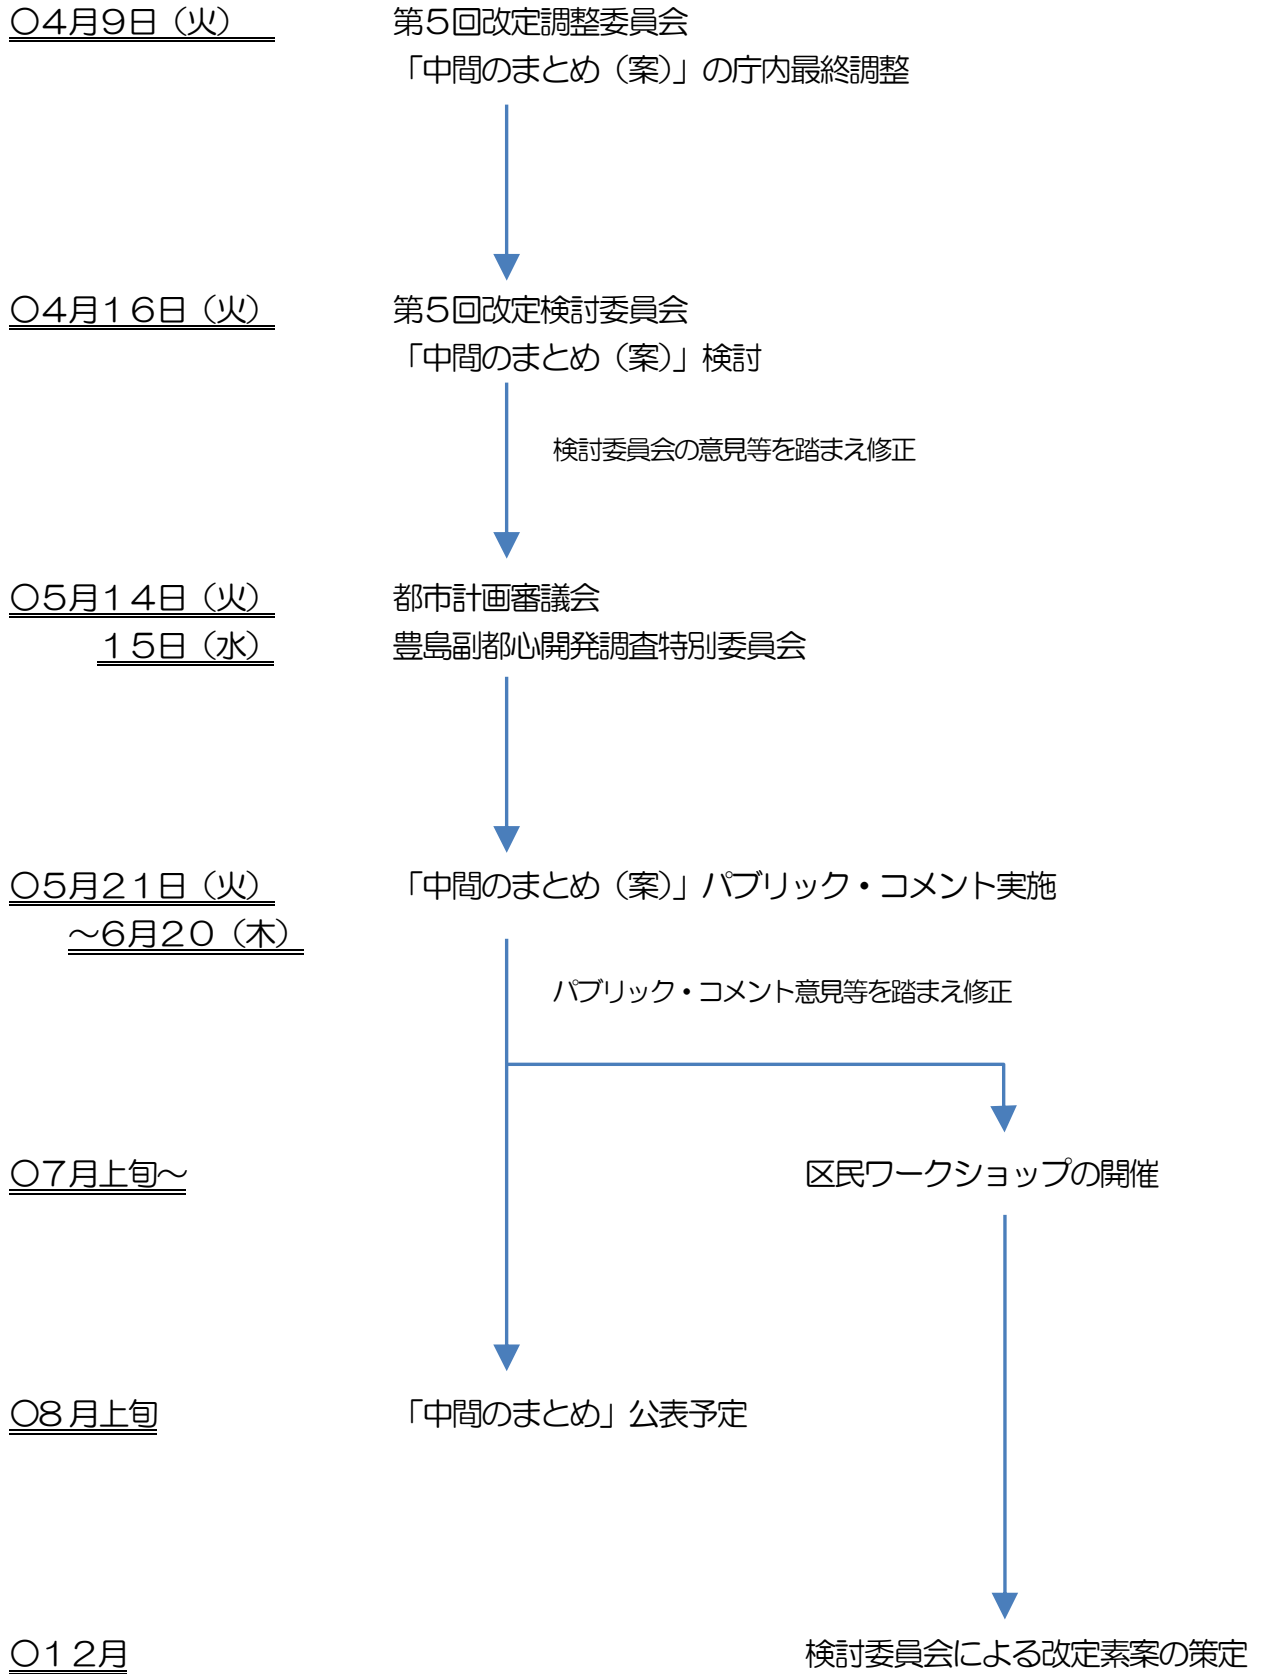 ○4月9日（火）　第5回改定調整委員会
「中間のまとめ（案）」の庁内最終調整
○4月16日（火）　第5回改定検討委員会
「中間のまとめ（案）」検討
検討委員会の意見等を踏まえ修正
○5月14日（火）　都市計画審議会
15日（水）　豊島副都心開発調査特別委員会
○5月21日（火）　「中間のまとめ（案）」パブリック・コメント実施
～6月20（木）
パブリック・コメント意見等を踏まえ修正
○7月上旬～　区民ワークショップの開催
○8月上旬　「中間のまとめ」公表予定
○12月　検討委員会による改定素案の策定